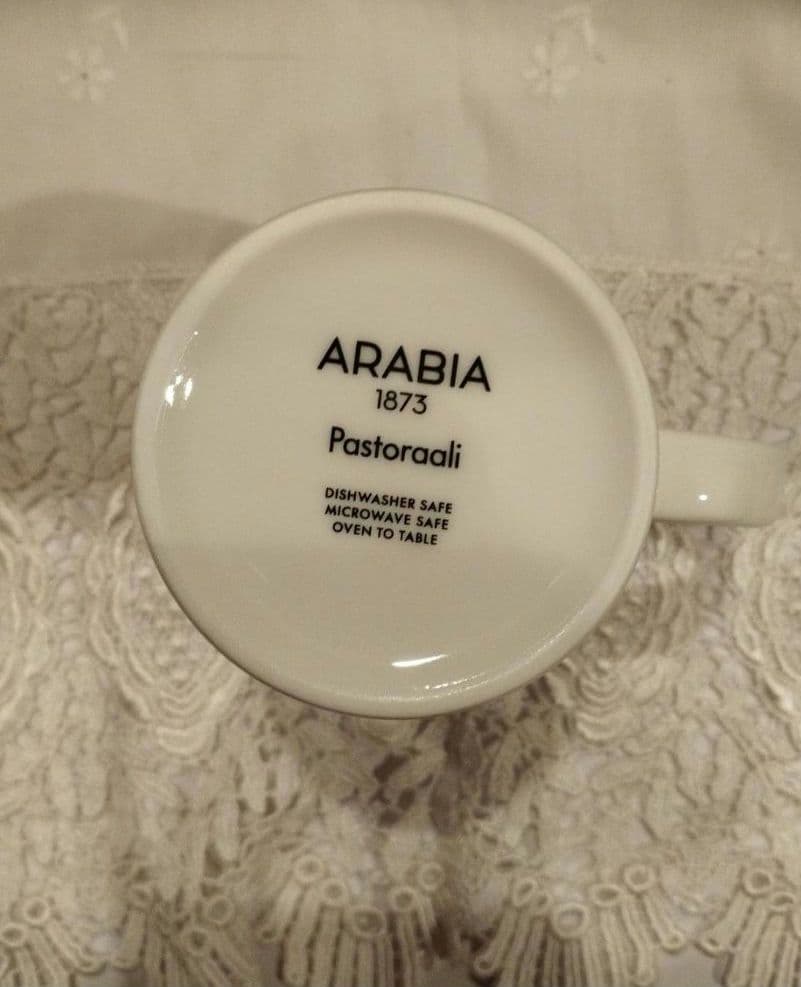 ARABIA
1873
Pastoraali
DISHWASHER SAFE
MICROWAVE SAFE
OVEN TO TABLE